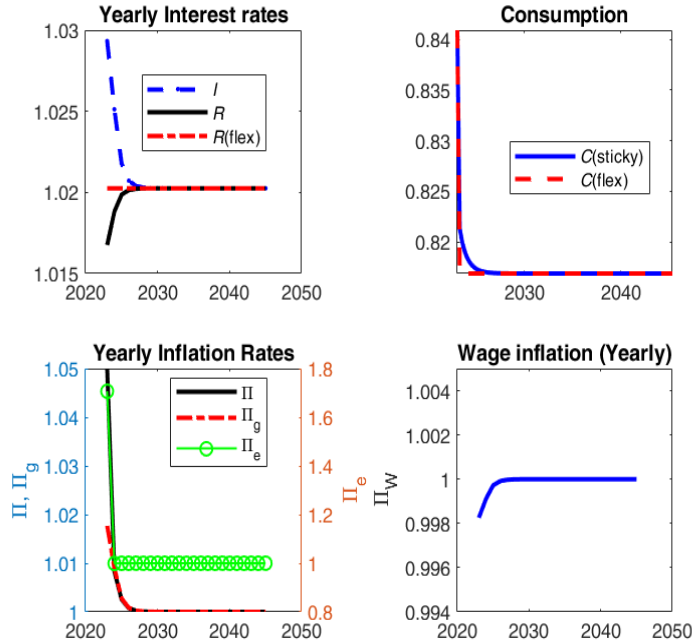 Yearly Interest rates
1.03
1.025
1.02
1.015
2020
2030
2040
2050
I
R
R(flex)
Consumption
0.84
0.835
0.83
0.825
0.82
2030
2040
C(sticky)
C(flex)
Yearly Inflation Rates
Π, Π_g
1.05
1.04
1.03
1.02
1.01
1
1.8
1.6
1.4
1.2
1
0.8
Π_e
2020
2030
2040
2050
Π
Π_g
Π_e
Wage inflation (Yearly)
Π_W
1.004
1.002
1
0.998
0.996
0.994
2020
2030
2040
2050